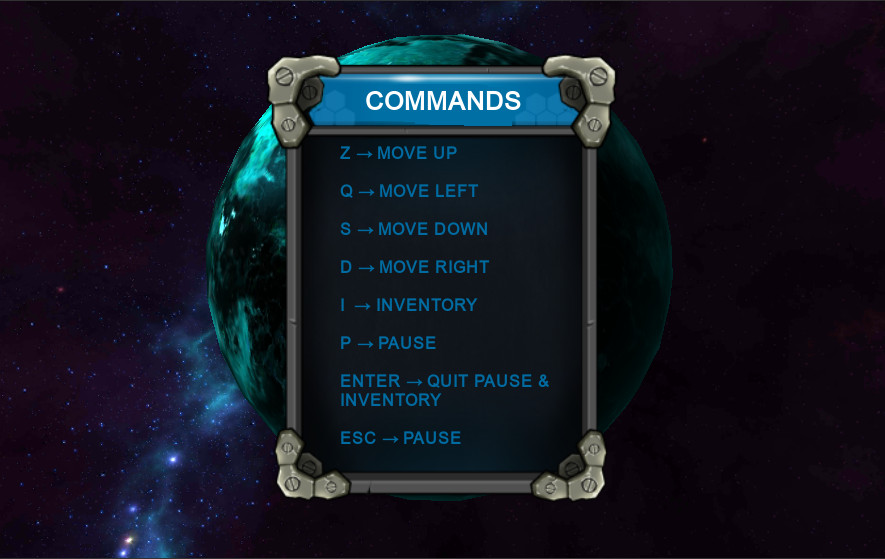 COMMANDS
Z → MOVE UP
Q → MOVE LEFT
S → MOVE DOWN
D → MOVE RIGHT
I → INVENTORY
P → PAUSE
ENTER → QUIT PAUSE &
INVENTORY
ESC → PAUSE